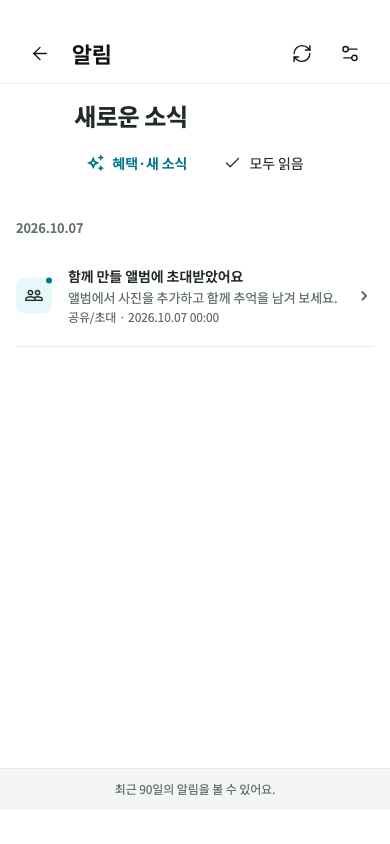 알림
새로운 소식
혜택·새 소식
모두 읽음
2026.10.07
함께 만들 앨범에 초대받았어요
앨범에서 사진을 추가하고 함께 추억을 남겨 보세요.
공유/초대 · 2026.10.07 00:00
최근 90일의 알림을 볼 수 있어요.